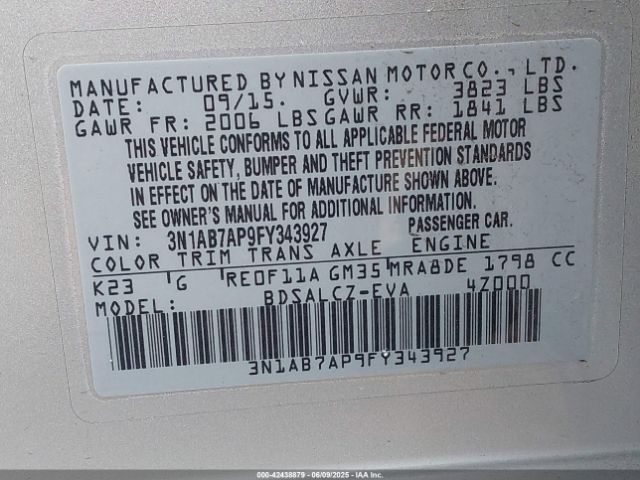 MANUFACTURED BY NISSAN MOTOR CO., LTD.
DATE: 09/15. GVWR: 3823 LBS
GAWR FR: 2006 LBS GAWR RR: 1841 LBS
THIS VEHICLE CONFORMS TO ALL APPLICABLE FEDERAL MOTOR
VEHICLE SAFETY, BUMPER AND THEFT PREVENTION STANDARDS
IN EFFECT ON THE DATE OF MANUFACTURE SHOWN ABOVE.
SEE OWNER'S MANUAL FOR ADDITIONAL INFORMATION.
VIN: 3N1AB7AP9FY343927 PASSENGER CAR.
COLOR TRIM TRANS AXLE ENGINE
K23 G RE0F11A GM35 MRA8DE 1798 CC
MODEL: BDSALCZ-EVA 4Z000
3N1AB7AP9FY343927
000-42438879 - 06/09/2025 - IAA, Inc.